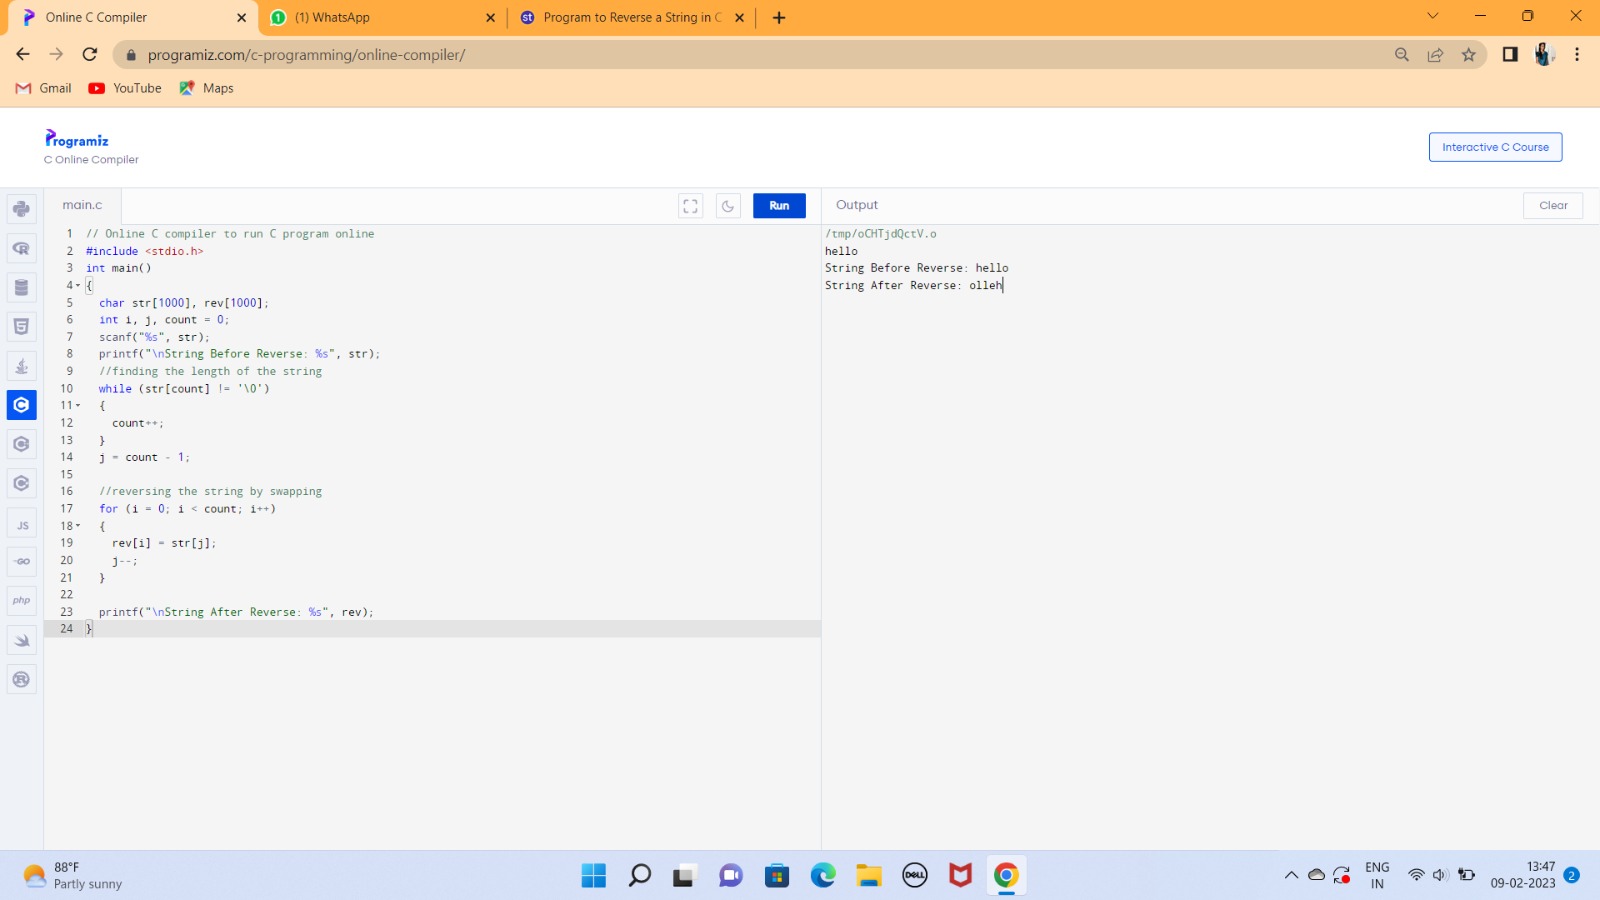 Online C Compiler
(1) WhatsApp
Program to Reverse a String in C
programiz.com/c-programming/online-compiler/
Gmail
YouTube
Maps
Programiz
C Online Compiler
Interactive C Course
main.c
Run
Output
Clear
1 // Online C compiler to run C program online
2 #include <stdio.h>
3 int main()
4 {
5 char str[1000], rev[1000];
6 int i, j, count = 0;
7 scanf("%s", str);
8 printf("\nString Before Reverse: %s", str);
9 //finding the length of the string
10 while (str[count] != '\0')
11 {
12 count++;
13 }
14 j = count - 1;
15
16 //reversing the string by swapping
17 for (i = 0; i < count; i++)
18 {
19 rev[i] = str[j];
20 j--;
21 }
22
23 printf("\nString After Reverse: %s", rev);
24 }
/tmp/oCHTjdQctV.o
hello
String Before Reverse: hello
String After Reverse: olleh
JS
GO
php
88°F
Partly sunny
DELL
ENG
IN
13:47
09-02-2023
2